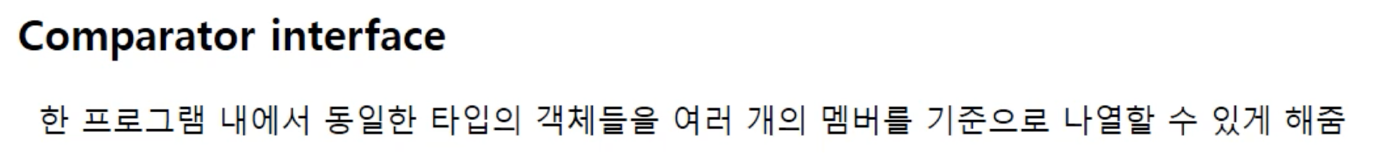 Comparator interface
한 프로그램 내에서 동일한 타입의 객체들을 여러 개의 멤버를 기준으로 나열할 수 있게 해줌